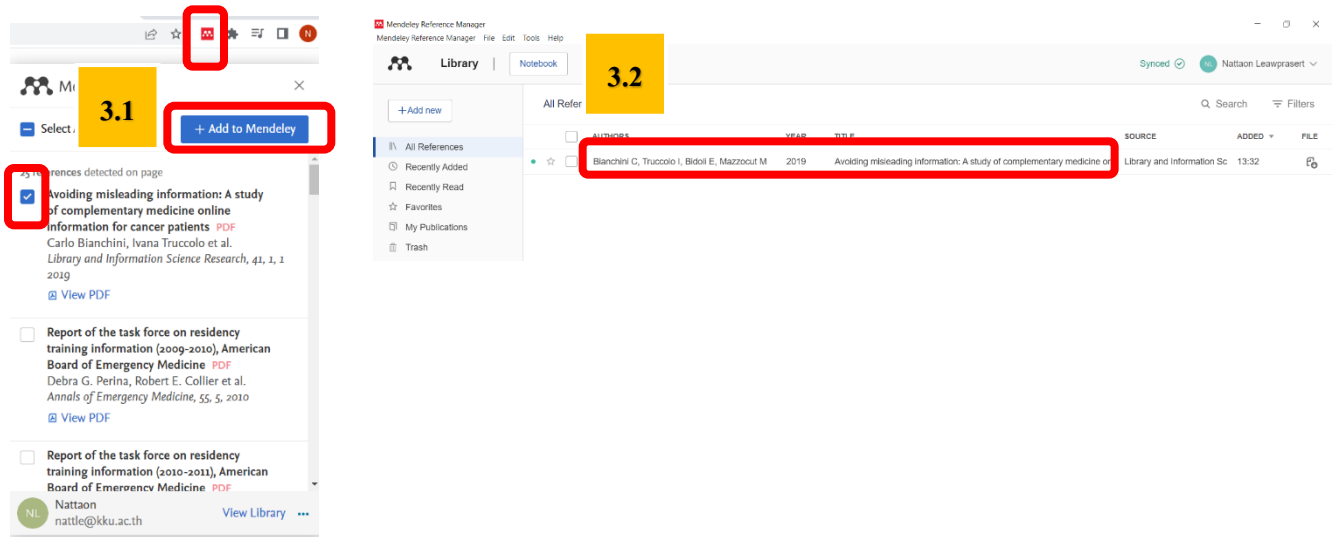 N
M
3.1
Select
+ Add to Mendeley
25 references detected on page
Avoiding misleading information: A study
of complementary medicine online
information for cancer patients PDF
Carlo Bianchini, Ivana Truccolo et al.
Library and Information Science Research, 41, 1, 1
2019
View PDF
Report of the task force on residency
training information (2009-2010), American
Board of Emergency Medicine PDF
Debra G. Perina, Robert E. Collier et al.
Annals of Emergency Medicine, 55, 5, 2010
View PDF
Report of the task force on residency
training information (2010-2011), American
Board of Emergency Medicine PDF
NL
Nattaon
nattle@kku.ac.th
View Library
Mendeley Reference Manager
Mendeley Reference Manager File Edit Tools Help
Library | Notebook
3.2
Synced
NL Nattaon Leawprasert
+Add new
All Refer
Search
Filters
AUTHORS YEAR TITLE SOURCE ADDED FILE
All References
Bianchini C, Truccolo I, Bidoli E, Mazzocut M 2019 Avoiding misleading information: A study of complementary medicine on Library and Information Sc 13:32
Recently Added
Recently Read
Favorites
My Publications
Trash